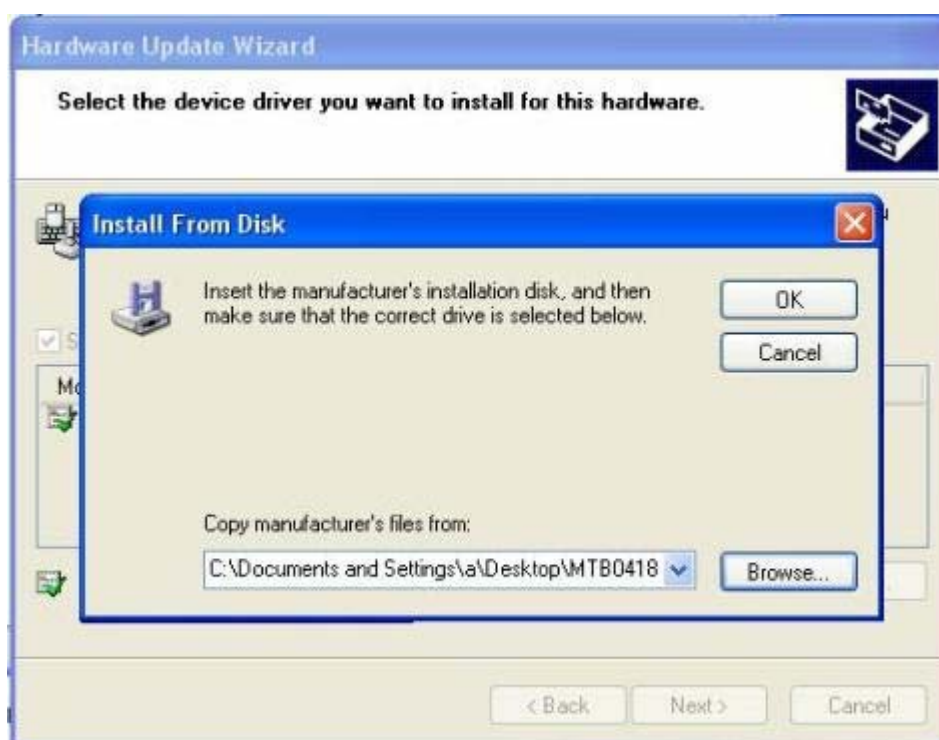 Hardware Update Wizard
Select the device driver you want to install for this hardware.
Install From Disk
Insert the manufacturer's installation disk, and then
make sure that the correct drive is selected below.
OK
Cancel
Copy manufacturer's files from:
C:\Documents and Settings\a\Desktop\MTB0418
Browse...
< Back
Next >
Cancel